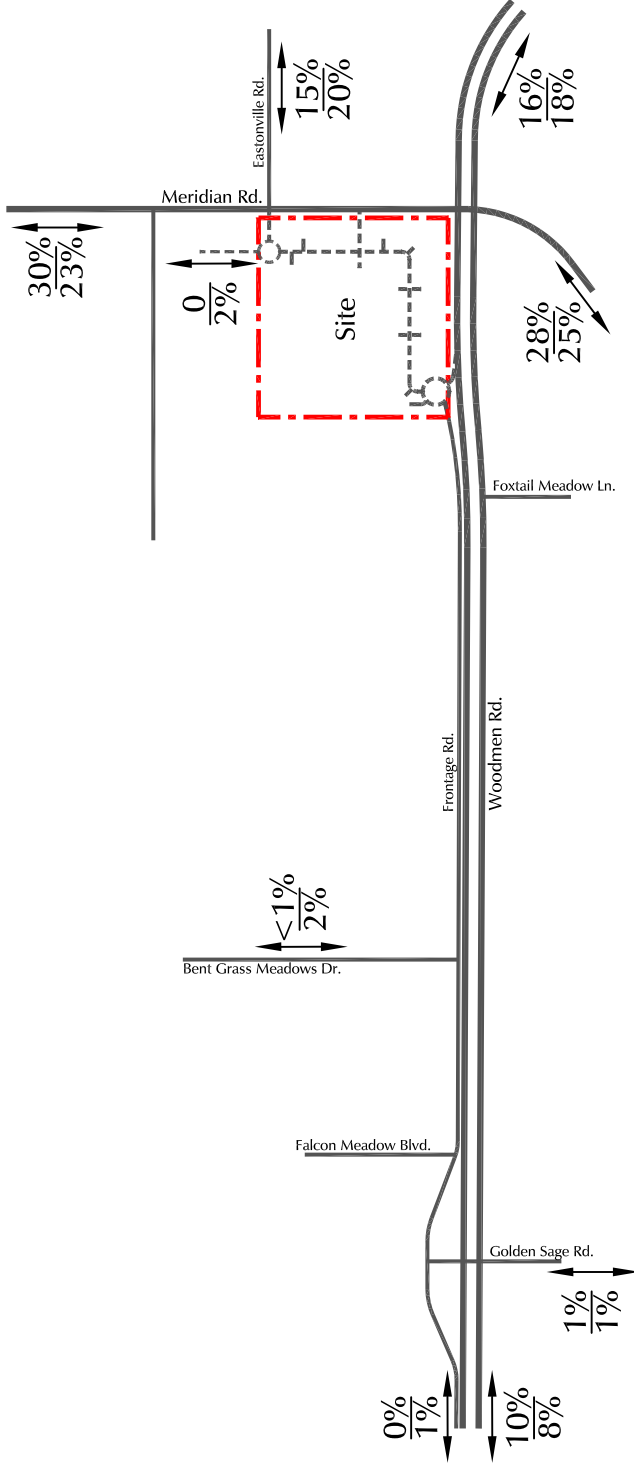 Eastonville Rd.
15%
20%
16%
18%
Meridian Rd.
30%
23%
0
2%
Site
28%
25%
Foxtail Meadow Ln.
Frontage Rd.
Woodmen Rd.
<1%
2%
Bent Grass Meadows Dr.
Falcon Meadow Blvd.
Golden Sage Rd.
1%
1%
0%
1%
10%
8%